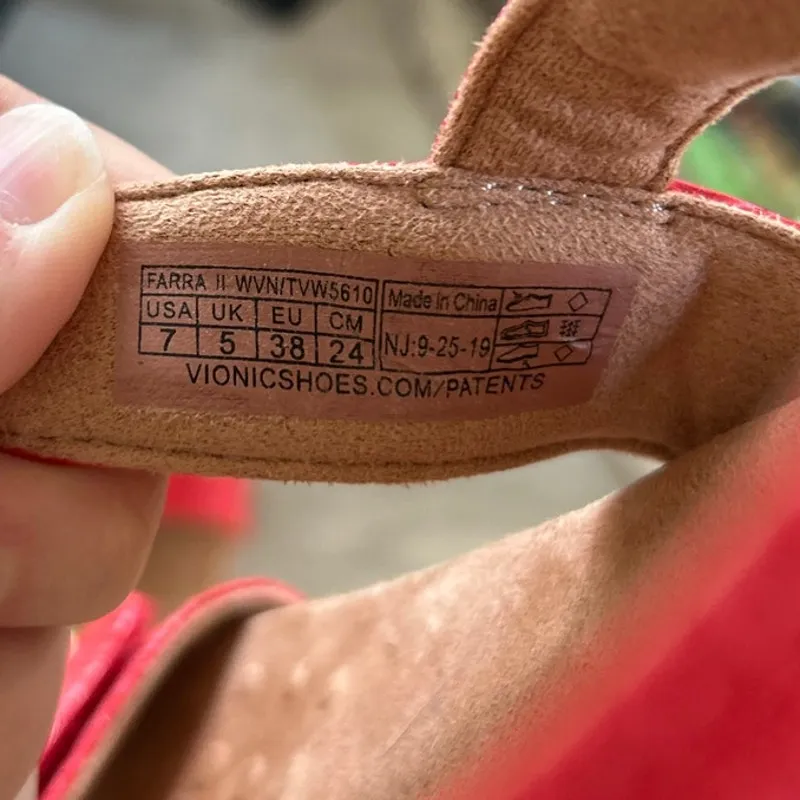 FARRA II WVN/TVW5610
USA UK EU CM
7 5 38 24
Made In China
NJ:9-25-19
VIONICSHOES.COM/PATENTS